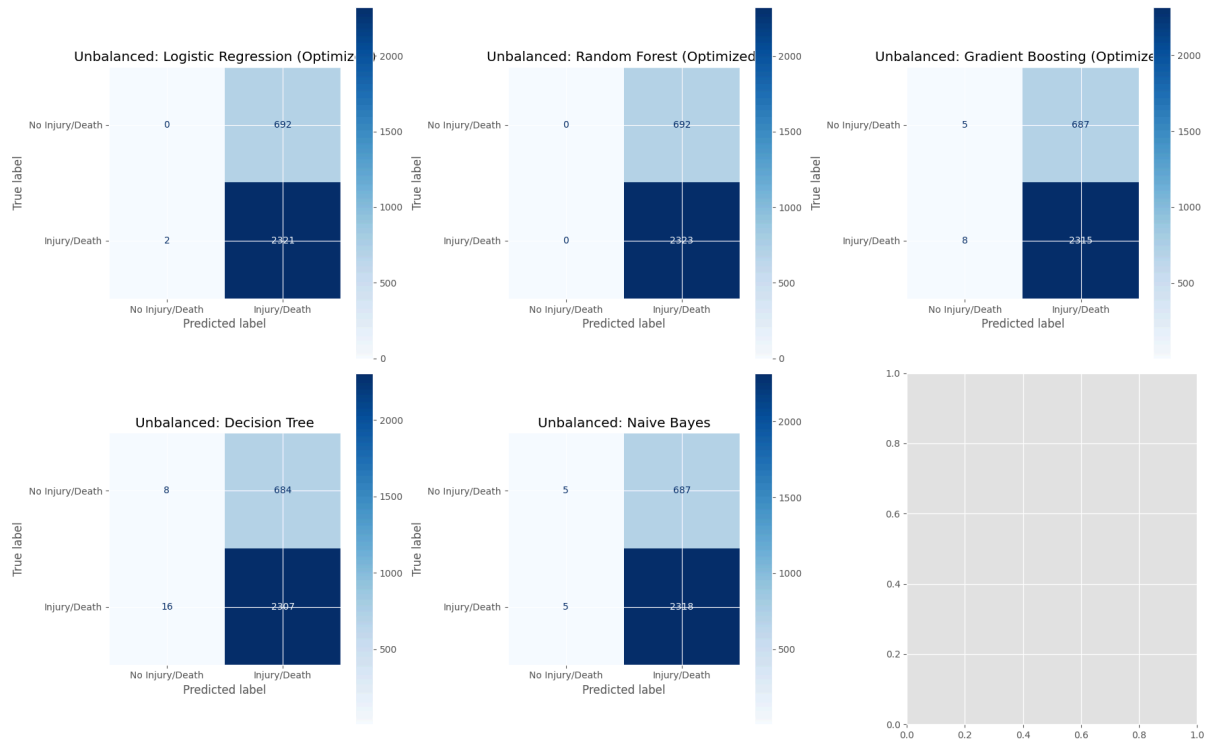 Unbalanced: Logistic Regression (Optimiz )
2000
No Injury/Death
0
692
1500
True label
1000
Injury/Death
2
2321
500
No Injury/Death
Injury/Death
Predicted label
0
Unbalanced: Random Forest (Optimized
2000
No Injury/Death
0
692
1500
True label
1000
Injury/Death
0
2323
500
No Injury/Death
Injury/Death
Predicted label
0
Unbalanced: Gradient Boosting (Optimize
2000
No Injury/Death
5
687
1500
True label
1000
Injury/Death
8
2315
500
No Injury/Death
Injury/Death
Predicted label
Unbalanced: Decision Tree
2000
No Injury/Death
8
684
1500
True label
1000
Injury/Death
16
2307
500
No Injury/Death
Injury/Death
Predicted label
Unbalanced: Naive Bayes
2000
No Injury/Death
5
687
1500
True label
1000
Injury/Death
5
2318
500
No Injury/Death
Injury/Death
Predicted label
1.0
0.8
0.6
0.4
0.2
0.0
0.0 0.2 0.4 0.6 0.8 1.0